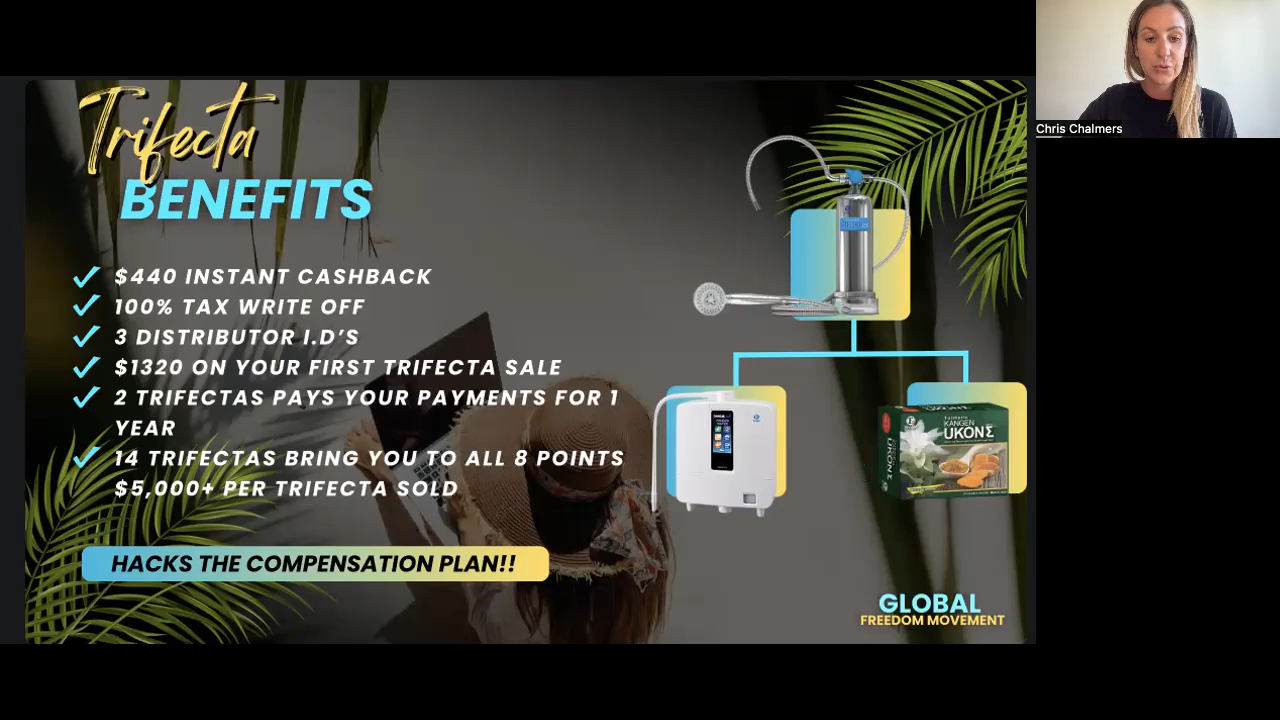 Trifecta
BENEFITS
$440 INSTANT CASHBACK
100% TAX WRITE OFF
3 DISTRIBUTOR I.D'S
$1320 ON YOUR FIRST TRIFECTA SALE
2 TRIFECTAS PAYS YOUR PAYMENTS FOR 1
YEAR
14 TRIFECTAS BRING YOU TO ALL 8 POINTS
$5,000+ PER TRIFECTA SOLD
HACKS THE COMPENSATION PLAN!!
KANGEN
UKON Σ
GLOBAL
FREEDOM MOVEMENT
Chris Chalmers